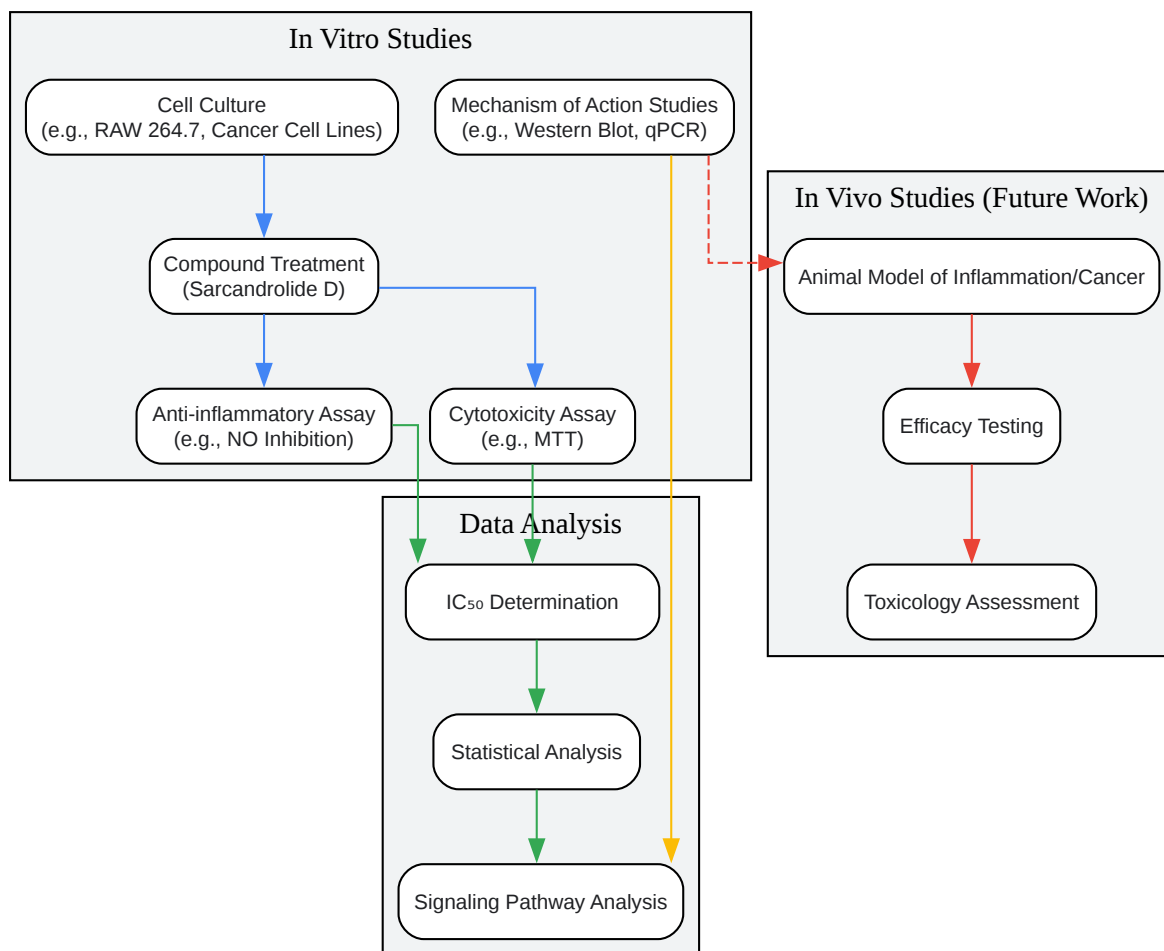 In Vitro Studies
Cell Culture
(e.g., RAW 264.7, Cancer Cell Lines)
Mechanism of Action Studies
(e.g., Western Blot, qPCR)
Compound Treatment
(Sarcandrolide D)
Anti-inflammatory Assay
(e.g., NO Inhibition)
Cytotoxicity Assay
(e.g., MTT)
In Vivo Studies (Future Work)
Animal Model of Inflammation/Cancer
Efficacy Testing
Toxicology Assessment
Data Analysis
IC₅₀ Determination
Statistical Analysis
Signaling Pathway Analysis